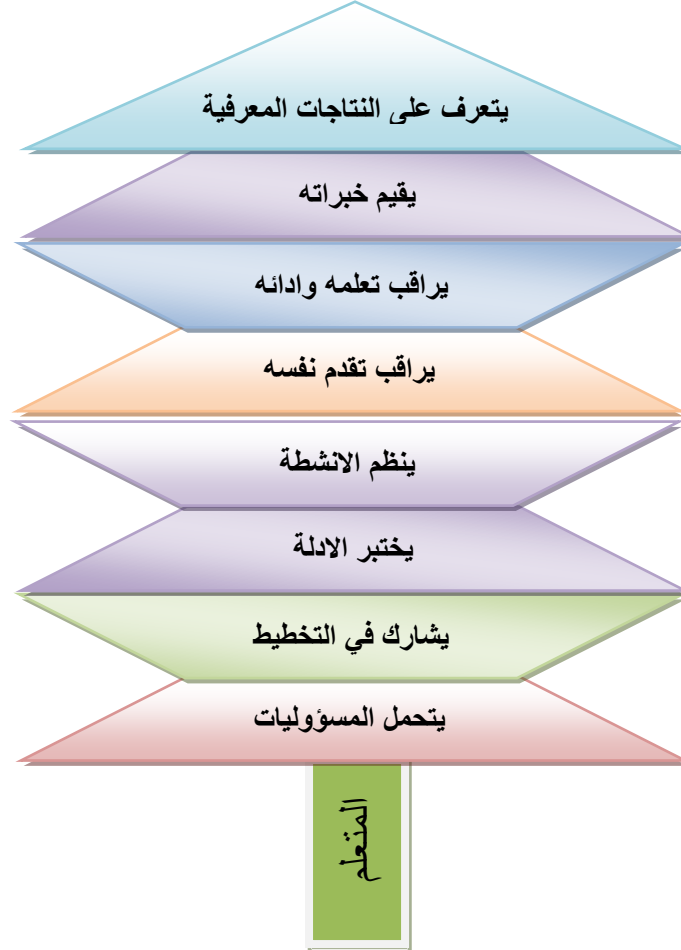 يتعرف على النتاجات المعرفية
يقيم خبراته
يراقب تعلمه وادائه
يراقب تقدم نفسه
ينظم الانشطة
يختبر الادلة
يشارك في التخطيط
يتحمل المسؤوليات
المتعلم